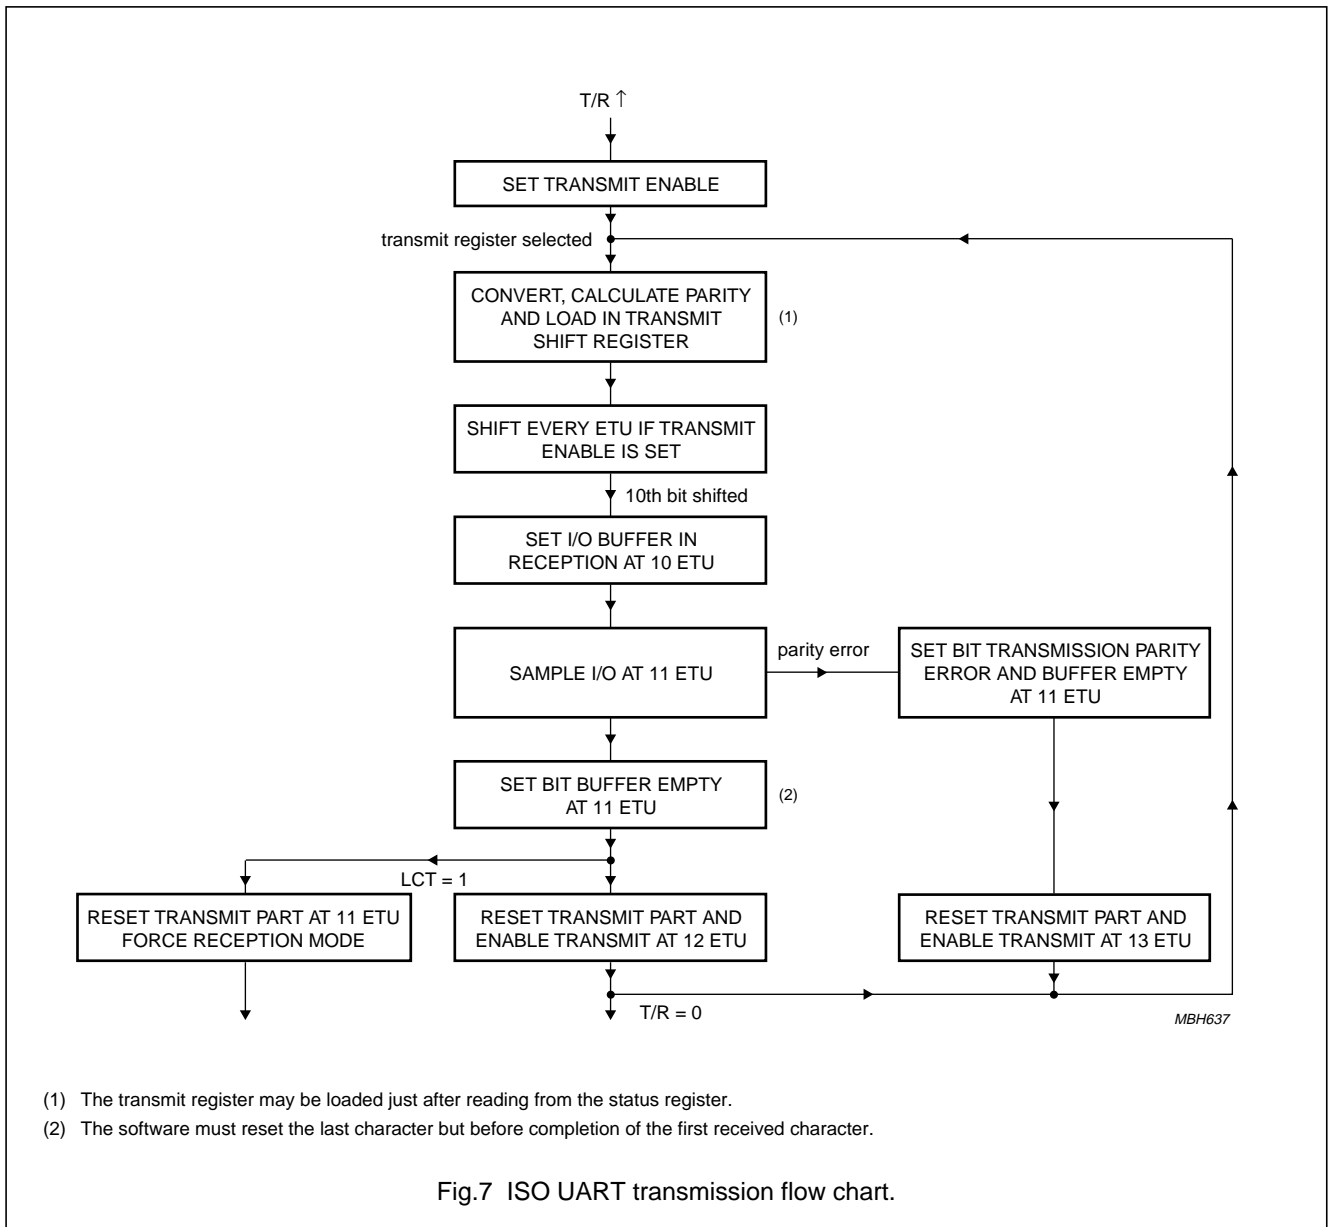 T/R ↑
SET TRANSMIT ENABLE
transmit register selected
CONVERT, CALCULATE PARITY
AND LOAD IN TRANSMIT
SHIFT REGISTER
(1)
SHIFT EVERY ETU IF TRANSMIT
ENABLE IS SET
10th bit shifted
SET I/O BUFFER IN
RECEPTION AT 10 ETU
SAMPLE I/O AT 11 ETU
parity error
SET BIT TRANSMISSION PARITY
ERROR AND BUFFER EMPTY
AT 11 ETU
SET BIT BUFFER EMPTY
AT 11 ETU
(2)
LCT = 1
RESET TRANSMIT PART AT 11 ETU
FORCE RECEPTION MODE
RESET TRANSMIT PART AND
ENABLE TRANSMIT AT 12 ETU
RESET TRANSMIT PART AND
ENABLE TRANSMIT AT 13 ETU
T/R = 0
MBH637
(1) The transmit register may be loaded just after reading from the status register.
(2) The software must reset the last character but before completion of the first received character.
Fig.7 ISO UART transmission flow chart.